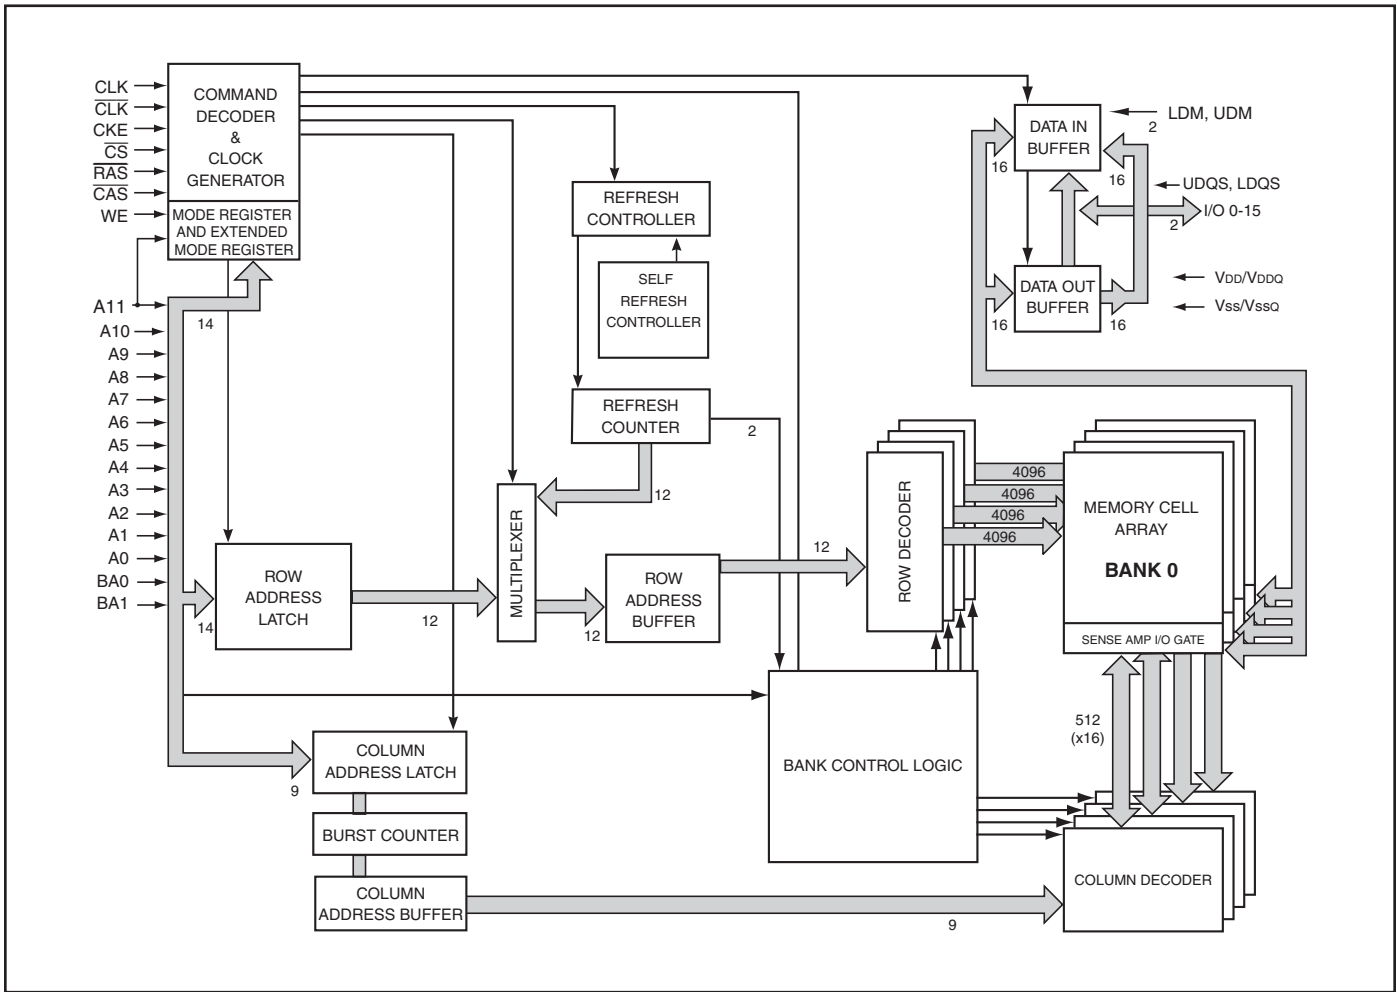 CLK
CLK
CKE
CS
RAS
CAS
WE
A11
A10
A9
A8
A7
A6
A5
A4
A3
A2
A1
A0
BA0
BA1
COMMAND
DECODER
&
CLOCK
GENERATOR
MODE REGISTER
AND EXTENDED
MODE REGISTER
14
14
9
ROW
ADDRESS
LATCH
12
COLUMN
ADDRESS LATCH
BURST COUNTER
COLUMN
ADDRESS BUFFER
9
REFRESH
CONTROLLER
SELF
REFRESH
CONTROLLER
REFRESH
COUNTER
2
12
MULTIPLEXER
12
ROW
ADDRESS
BUFFER
12
ROW DECODER
BANK CONTROL LOGIC
4096
4096
4096
4096
MEMORY CELL
ARRAY
BANK 0
SENSE AMP I/O GATE
512
(x16)
COLUMN DECODER
DATA IN
BUFFER
16
16
DATA OUT
BUFFER
16
16
LDM, UDM
2
UDQS, LDQS
I/O 0-15
2
VDD/VDDQ
Vss/VssQ